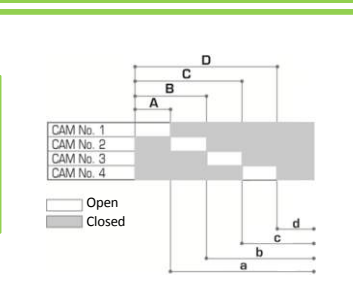 D
C
B
A
CAM No. 1
CAM No. 2
CAM No. 3
CAM No. 4
Open
Closed
d
c
b
a